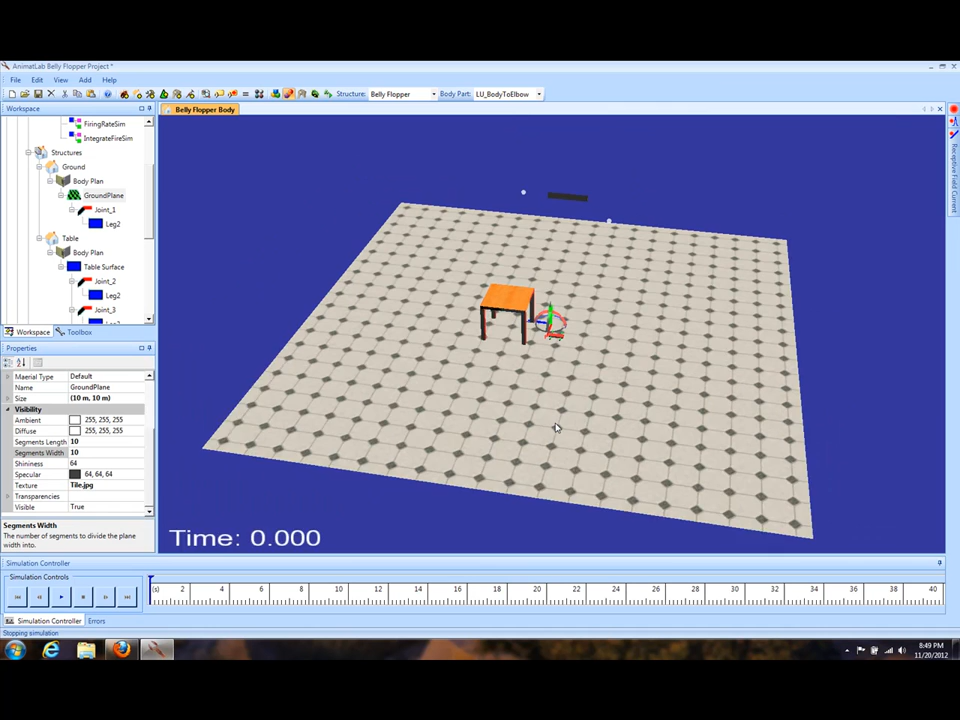 AnimatLab Belly Flopper Project *
File Edit View Add Help
Structure: Belly Flopper Body Part: LU_BodyToElbow
Workspace
Belly Flopper Body
FiringRateSim
IntegrateFireSim
Structures
Ground
Body Plan
GroundPlane
Joint_1
Leg2
Table
Body Plan
Table Surface
Joint_2
Leg2
Joint_3
Workspace Toolbox
Properties
Maerial Type Default
Name GroundPlane
Size (10 m, 10 m)
Visibility
Ambient 255, 255, 255
Diffuse 255, 255, 255
Segments Length 10
Segments Width 10
Shininess 64
Specular 64, 64, 64
Texture Tile.jpg
Transparencies
Visible True
Segments Width
The number of segments to divide the plane
width into.
Time: 0.000
Receptive Field Current
Simulation Controller
Simulation Controls
(s) 2 4 6 8 10 12 14 16 18 20 22 24 26 28 30 32 34 36 38 40
Simulation Controller Errors
Stopping simulation
8:49 PM
11/20/2012